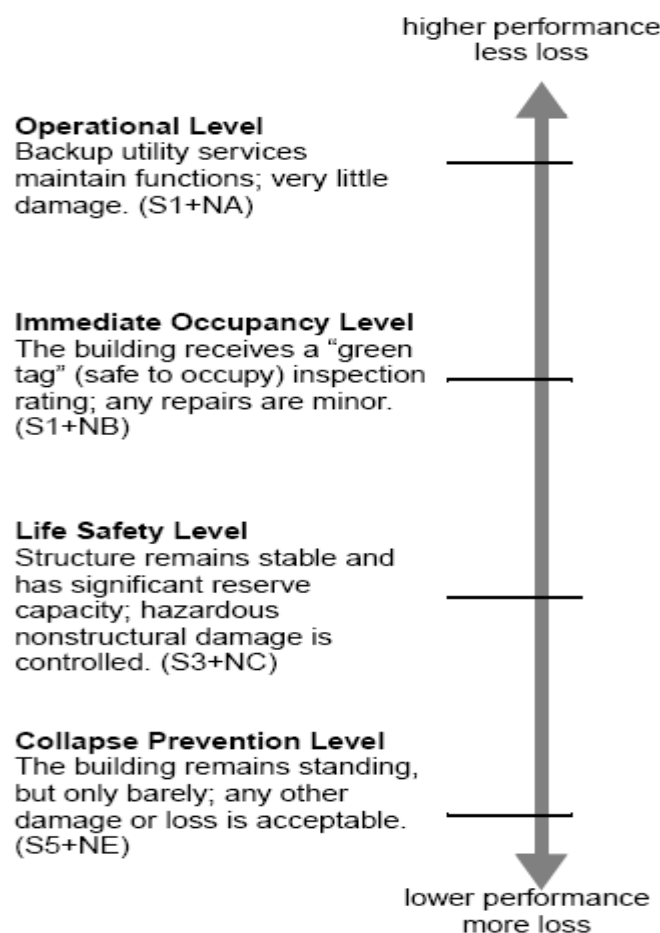 higher performance
less loss
Operational Level
Backup utility services
maintain functions; very little
damage. (S1+NA)
Immediate Occupancy Level
The building receives a “green
tag” (safe to occupy) inspection
rating; any repairs are minor.
(S1+NB)
Life Safety Level
Structure remains stable and
has significant reserve
capacity; hazardous
nonstructural damage is
controlled. (S3+NC)
Collapse Prevention Level
The building remains standing,
but only barely; any other
damage or loss is acceptable.
(S5+NE)
lower performance
more loss